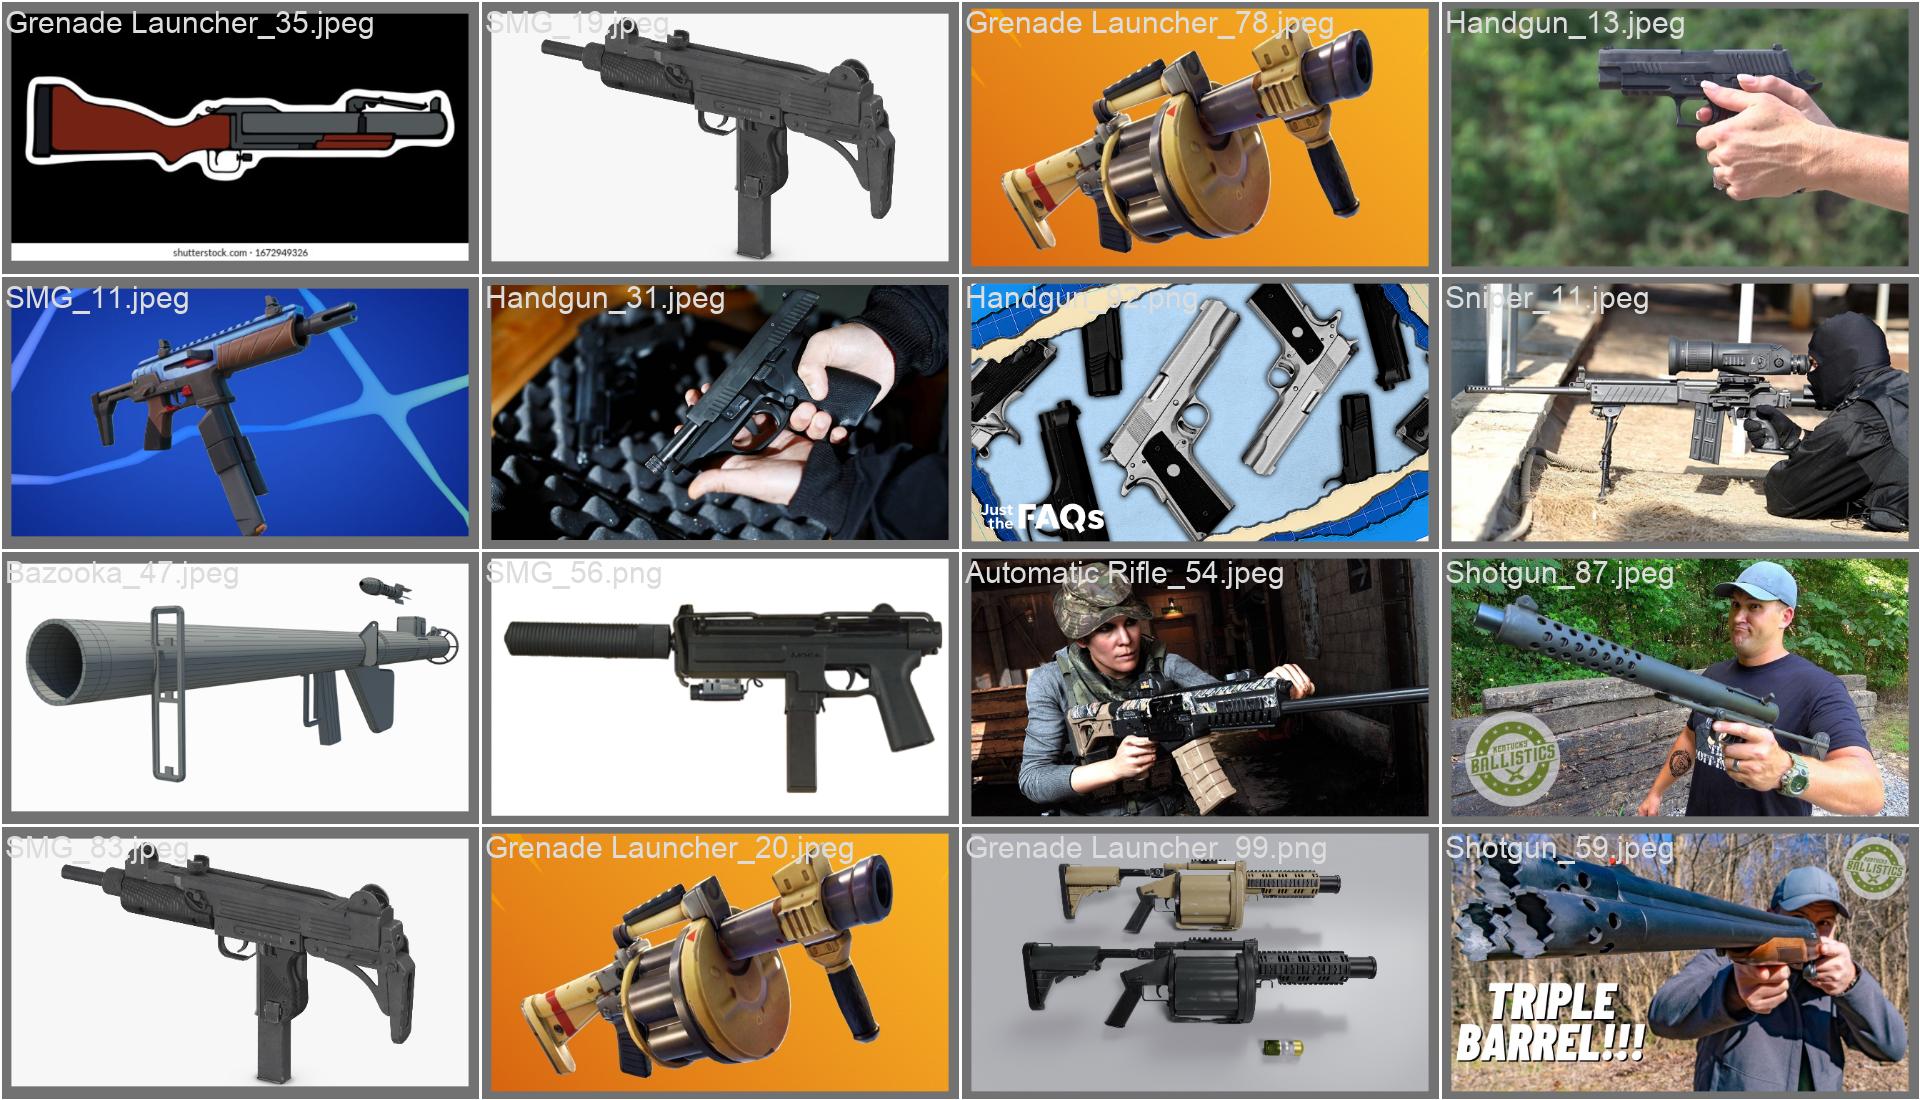 Grenade Launcher_35.jpeg
SMG_19.jpeg
Grenade Launcher_78.jpeg
Handgun_13.jpeg
shutterstock.com · 1672949326
SMG_11.jpeg
Handgun_31.jpeg
Handgun_92.png
Sniper_11.jpeg
Just
the FAQs
Bazooka_47.jpeg
SMG_56.png
Automatic Rifle_54.jpeg
Shotgun_87.jpeg
KENTUCKY
BALLISTICS
SMG_83.jpeg
Grenade Launcher_20.jpeg
Grenade Launcher_99.png
Shotgun_59.jpeg
KENTUCKY
BALLISTICS
TRIPLE
BARREL!!!